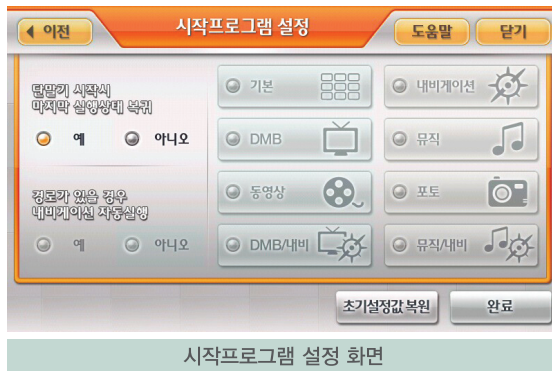 이전
시작프로그램 설정
도움말
닫기
단말기 시작시
마지막 실행상태 복귀
예
아니오
경로가 있을 경우
내비게이션 자동실행
예
아니오
기본
내비게이션
DMB
뮤직
동영상
포토
DMB/내비
뮤직/내비
초기설정값 복원
완료
시작프로그램 설정 화면